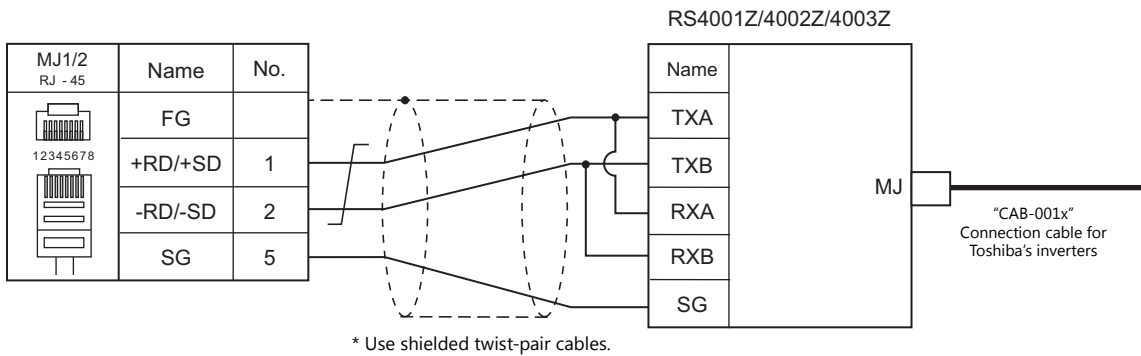 RS4001Z/4002Z/4003Z
MJ1/2
RJ - 45
Name
No.
12345678
FG
+RD/+SD
1
-RD/-SD
2
SG
5
Name
TXA
TXB
RXA
RXB
SG
MJ
"CAB-001x"
Connection cable for
Toshiba's inverters
* Use shielded twist-pair cables.